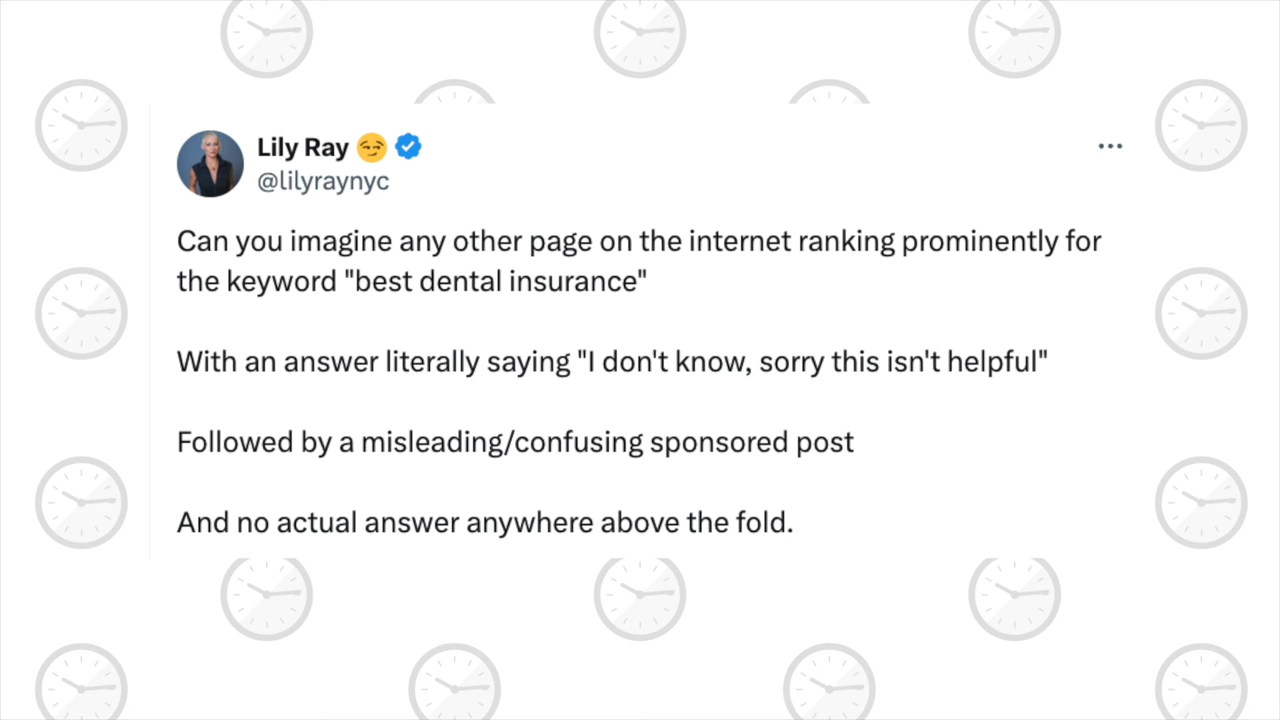 Lily Ray 😏
@lilyraynyc
Can you imagine any other page on the internet ranking prominently for
the keyword "best dental insurance"
With an answer literally saying "I don't know, sorry this isn't helpful"
Followed by a misleading/confusing sponsored post
And no actual answer anywhere above the fold.